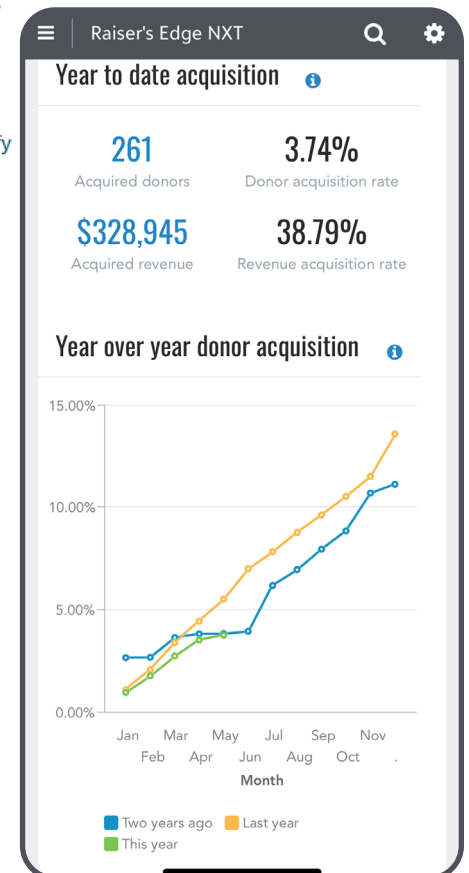 fy
Raiser's Edge NXT
Year to date acquisition
261
Acquired donors
3.74%
Donor acquisition rate
$328,945
Acquired revenue
38.79%
Revenue acquisition rate
Year over year donor acquisition
15.00%
10.00%
5.00%
0.00%
Jan Mar May Jul Sep Nov
Feb Apr Jun Aug Oct .
Month
Two years ago Last year
This year